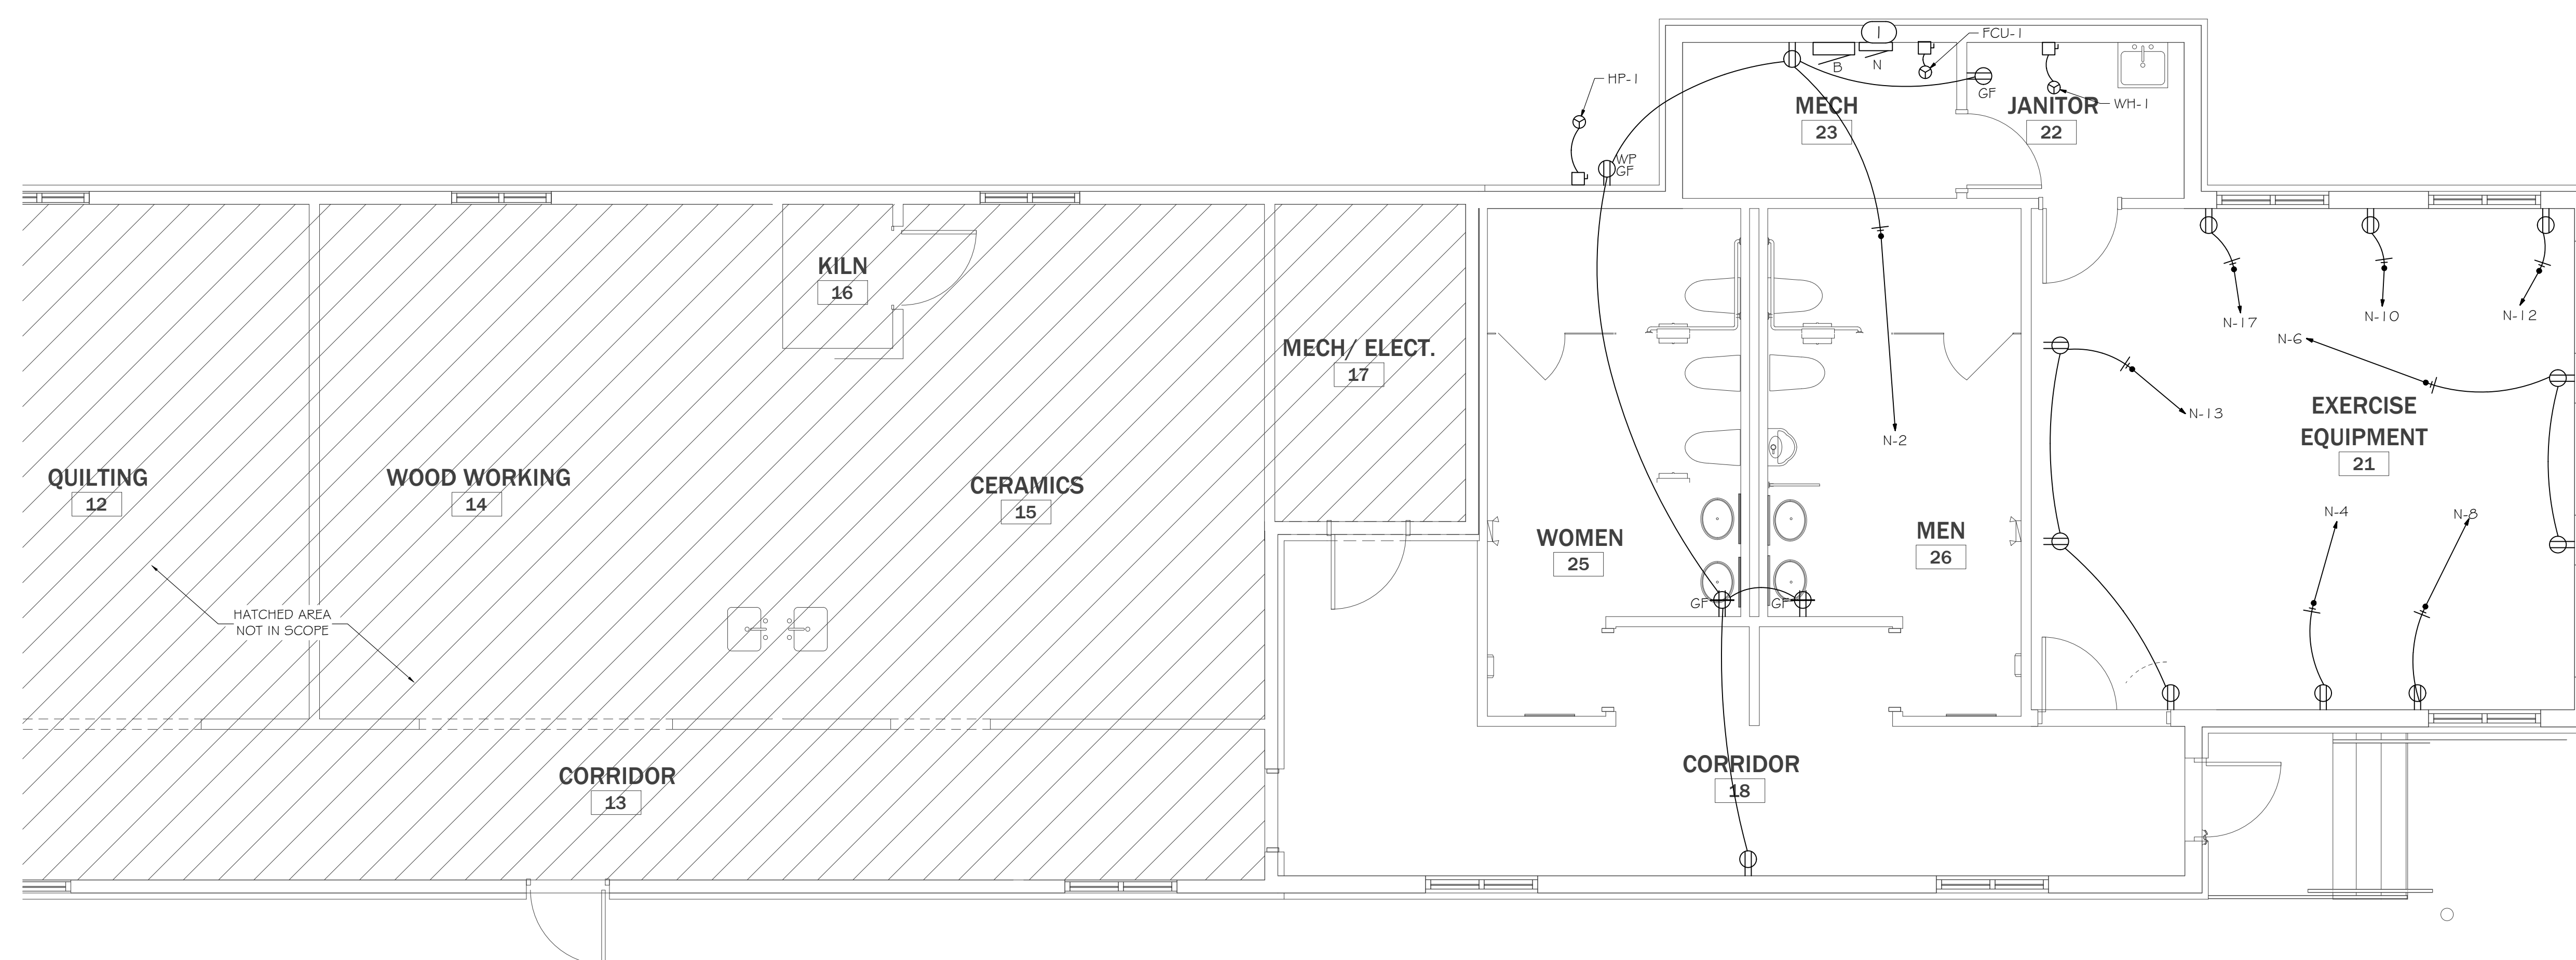 1
FCU-1
B
N
HP-1
GF
MECH
23
JANITOR
22
WH-1
WP
GF
KILN
16
MECH/ ELECT.
17
N-17
N-10
N-12
N-6
N-13
EXERCISE
EQUIPMENT
21
N-2
QUILTING
12
WOOD WORKING
14
CERAMICS
15
N-4
N-8
WOMEN
25
MEN
26
GF
GF
HATCHED AREA
NOT IN SCOPE
CORRIDOR
13
CORRIDOR
18